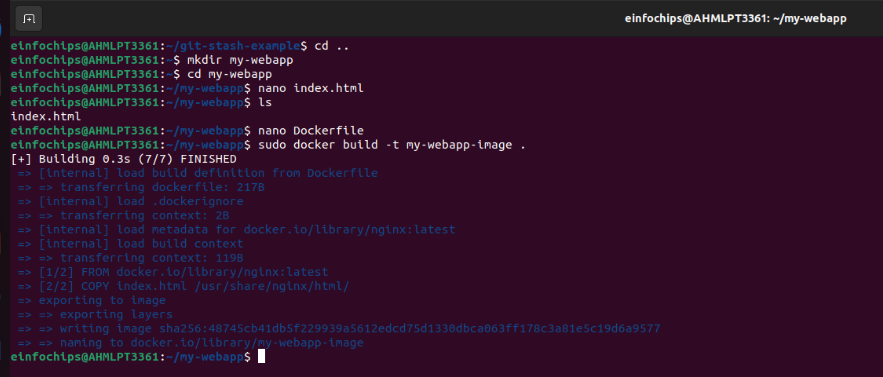 einfochips@AHMLPT3361: ~/my-webapp
einfochips@AHMLPT3361:~/git-stash-example$ cd ..
einfochips@AHMLPT3361:~$ mkdir my-webapp
einfochips@AHMLPT3361:~$ cd my-webapp
einfochips@AHMLPT3361:~/my-webapp$ nano index.html
einfochips@AHMLPT3361:~/my-webapp$ ls
index.html
einfochips@AHMLPT3361:~/my-webapp$ nano Dockerfile
einfochips@AHMLPT3361:~/my-webapp$ sudo docker build -t my-webapp-image .
[+] Building 0.3s (7/7) FINISHED
=> [internal] load build definition from Dockerfile
=> => transferring dockerfile: 217B
=> [internal] load .dockerignore
=> => transferring context: 2B
=> [internal] load metadata for docker.io/library/nginx:latest
=> [internal] load build context
=> => transferring context: 119B
=> [1/2] FROM docker.io/library/nginx:latest
=> [2/2] COPY index.html /usr/share/nginx/html/
=> exporting to image
=> => exporting layers
=> => writing image sha256:48745cb41db5f229939a5612edcd75d1330dbca063ff178c3a81e5c19d6a9577
=> => naming to docker.io/library/my-webapp-image
einfochips@AHMLPT3361:~/my-webapp$